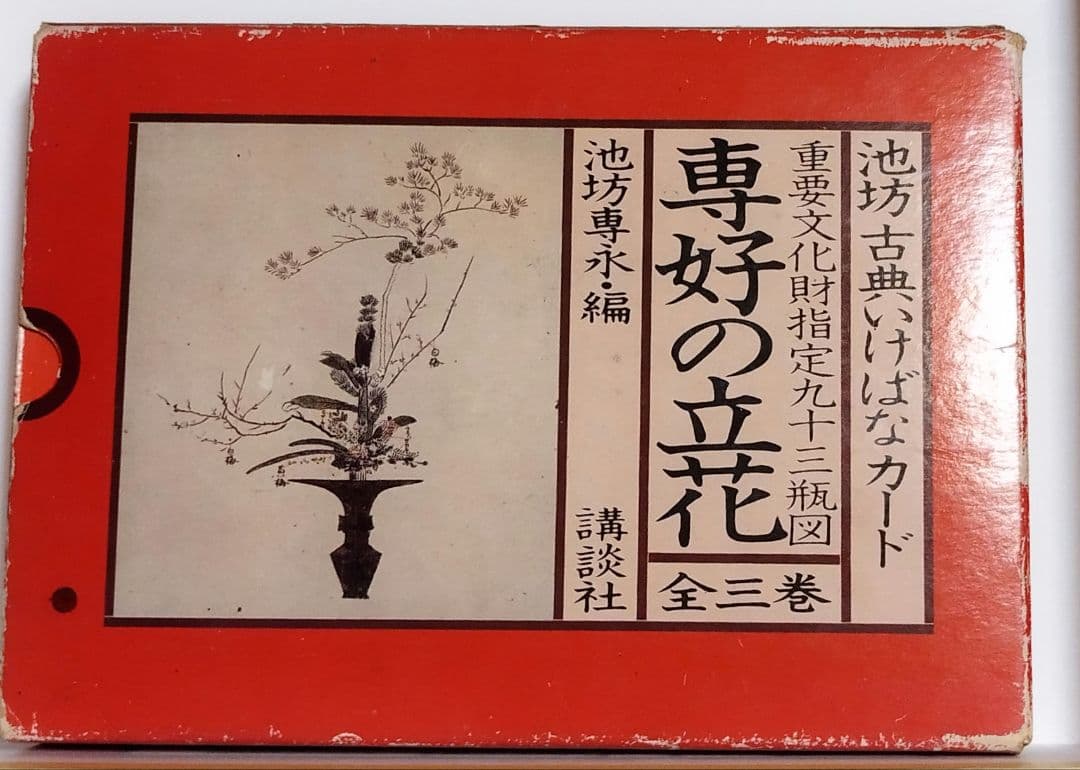 池坊古典いけばなカード
重要文化財指定九十三瓶図
専好の立花
全三巻
池坊専永・編
講談社
白梅